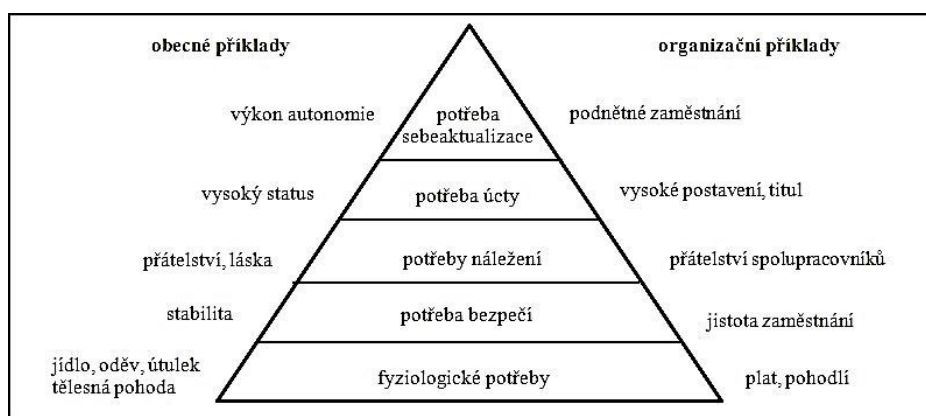 obecné příklady
organizační příklady
výkon autonomie
potřeba
sebeaktualizace
podnětné zaměstnání
vysoký status
potřeba úcty
vysoké postavení, titul
přátelství, láska
potřeby náležení
přátelství spolupracovníků
stabilita
potřeba bezpečí
jistota zaměstnání
jídlo, oděv, útulek
tělesná pohoda
fyziologické potřeby
plat, pohodlí